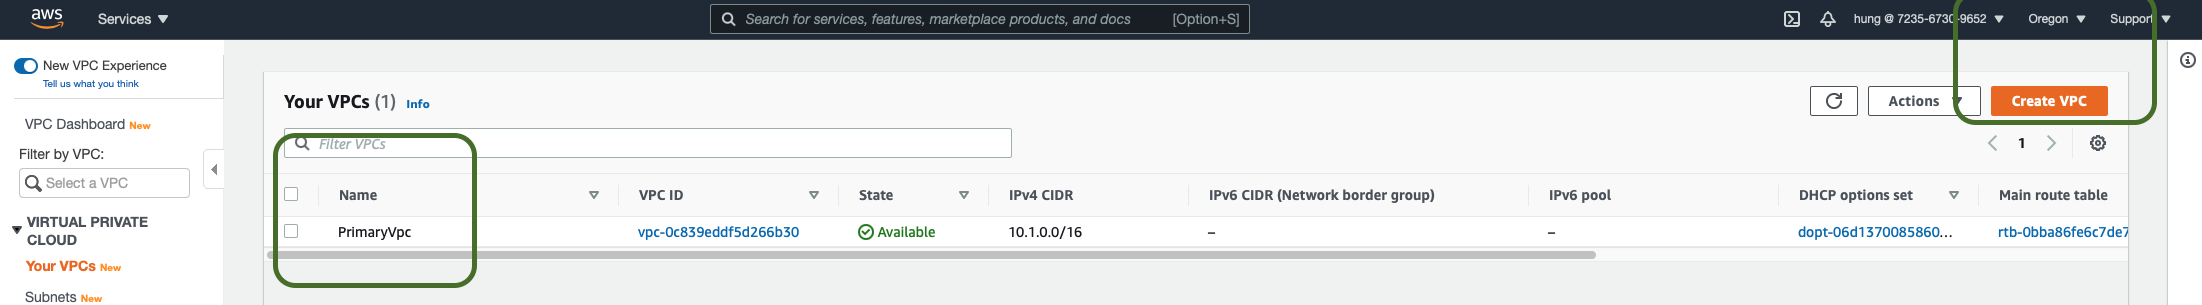 aws Services Search for services, features, marketplace products, and docs [Option+S] hung @ 7235-6730-9652 Oregon Support
New VPC Experience
Tell us what you think
VPC Dashboard New
Filter by VPC:
Select a VPC
VIRTUAL PRIVATE
CLOUD
Your VPCs New
Subnets New
Your VPCs (1) Info Actions Create VPC
Filter VPCs 1
Name VPC ID State IPv4 CIDR IPv6 CIDR (Network border group) IPv6 pool DHCP options set Main route table
PrimaryVpc vpc-0c839eddf5d266b30 Available 10.1.0.0/16 – – dopt-06d1370085860... rtb-0bba86fe6c7de7